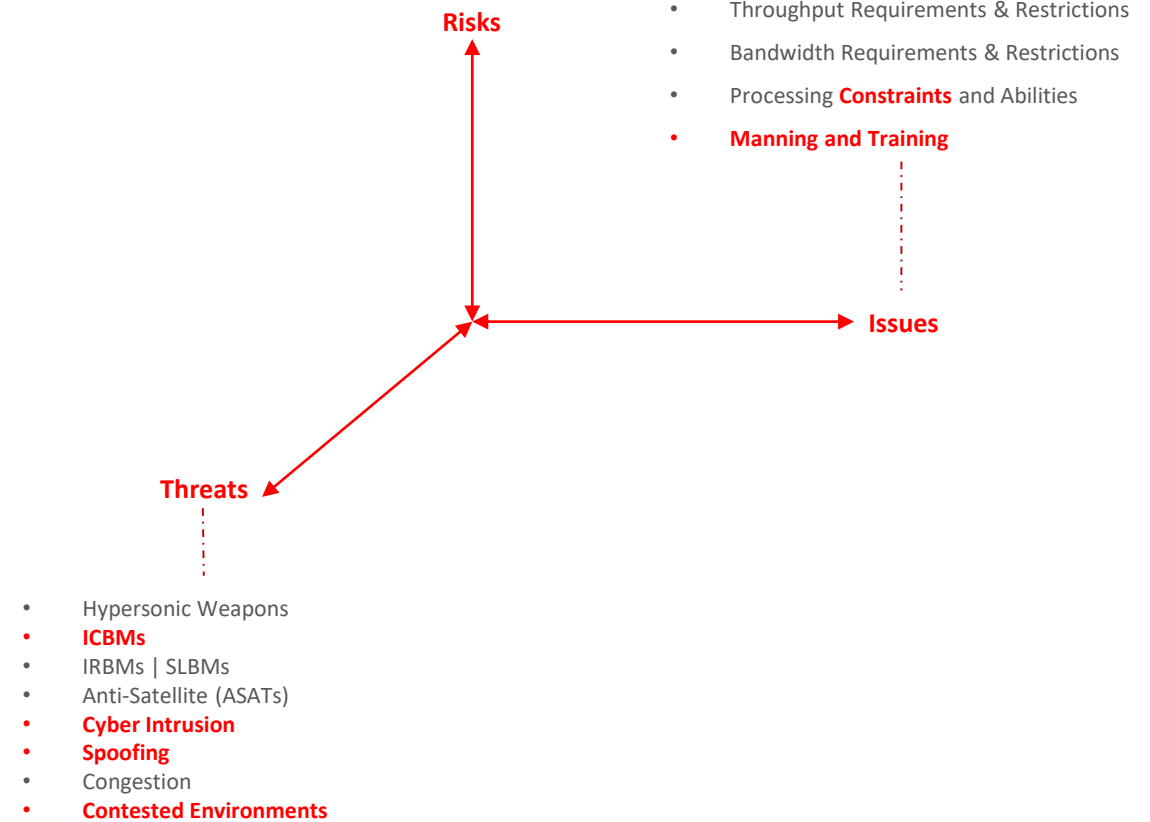 Risks
• Throughput Requirements & Restrictions
• Bandwidth Requirements & Restrictions
• Processing Constraints and Abilities
• Manning and Training
Issues
Threats
• Hypersonic Weapons
• ICBMs
• IRBMs | SLBMs
• Anti-Satellite (ASATs)
• Cyber Intrusion
• Spoofing
• Congestion
• Contested Environments